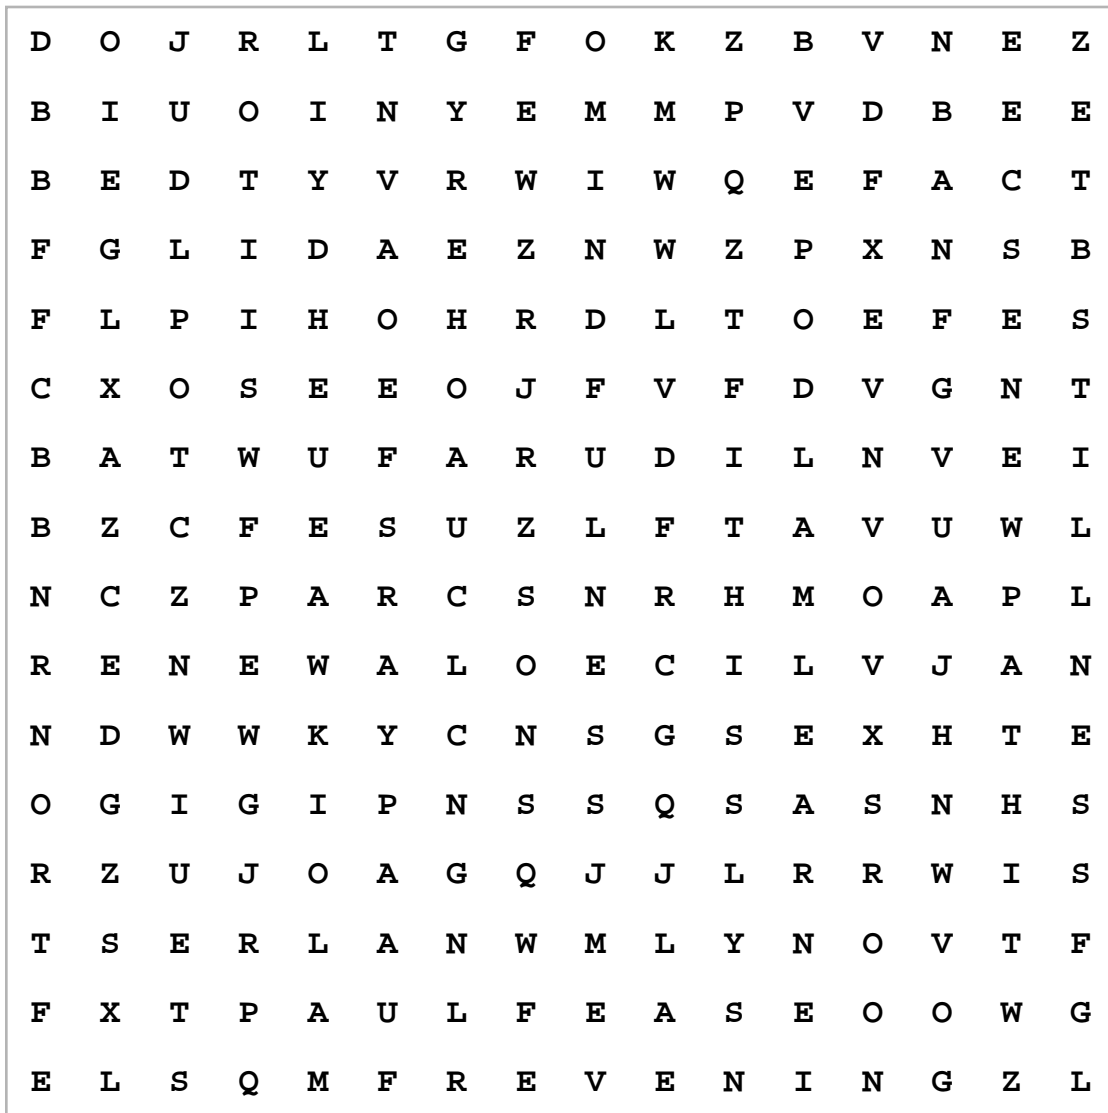 D O J R L T G F O K Z B V N E Z
B I U O I N Y E M M P V D B E E
B E D T Y V R W I W Q E F A C T
F G L I D A E Z N W Z P X N S B
F L P I H O H R D L T O E F E S
C X O S E E O J F V F D V G N T
B A T W U F A R U D I L N V E I
B Z C F E S U Z L F T A V U W L
N C Z P A R C S N R H M O A P L
R E N E W A L O E C I L V J A N
N D W W K Y C N S G S E X H T E
O G I G I P N S S Q S A S N H S
R Z U J O A G Q J J L R R W I S
T S E R L A N W M L Y N O V T F
F X T P A U L F E A S E O O W G
E L S Q M F R E V E N I N G Z L